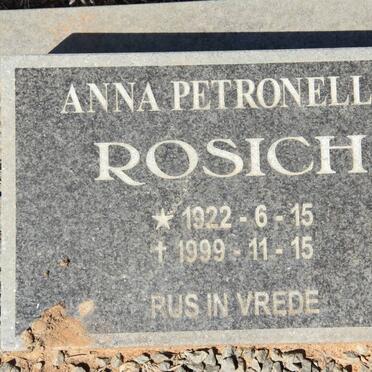 ANNA PETRONELL
ROSICH
★ 1922 - 6 - 15
† 1999 - 11 - 15
RUS IN VREDE